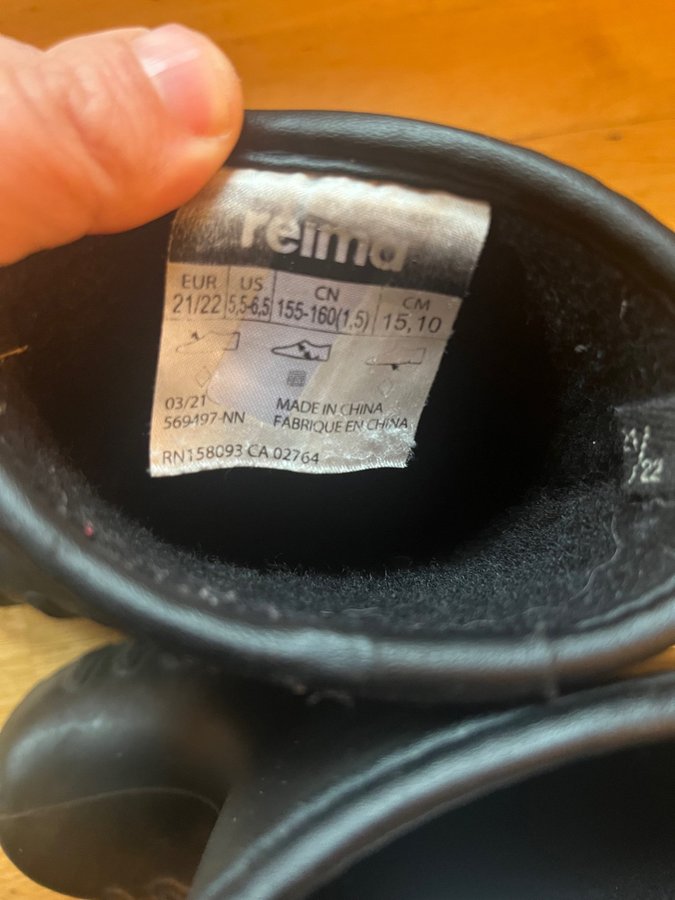 reima
EUR US CN CM
21/22 5,5-6,5 155-160(1,5) 15,10
03/21 MADE IN CHINA
569497-NN FABRIQUE EN CHINA
RN158093 CA 02764
/22